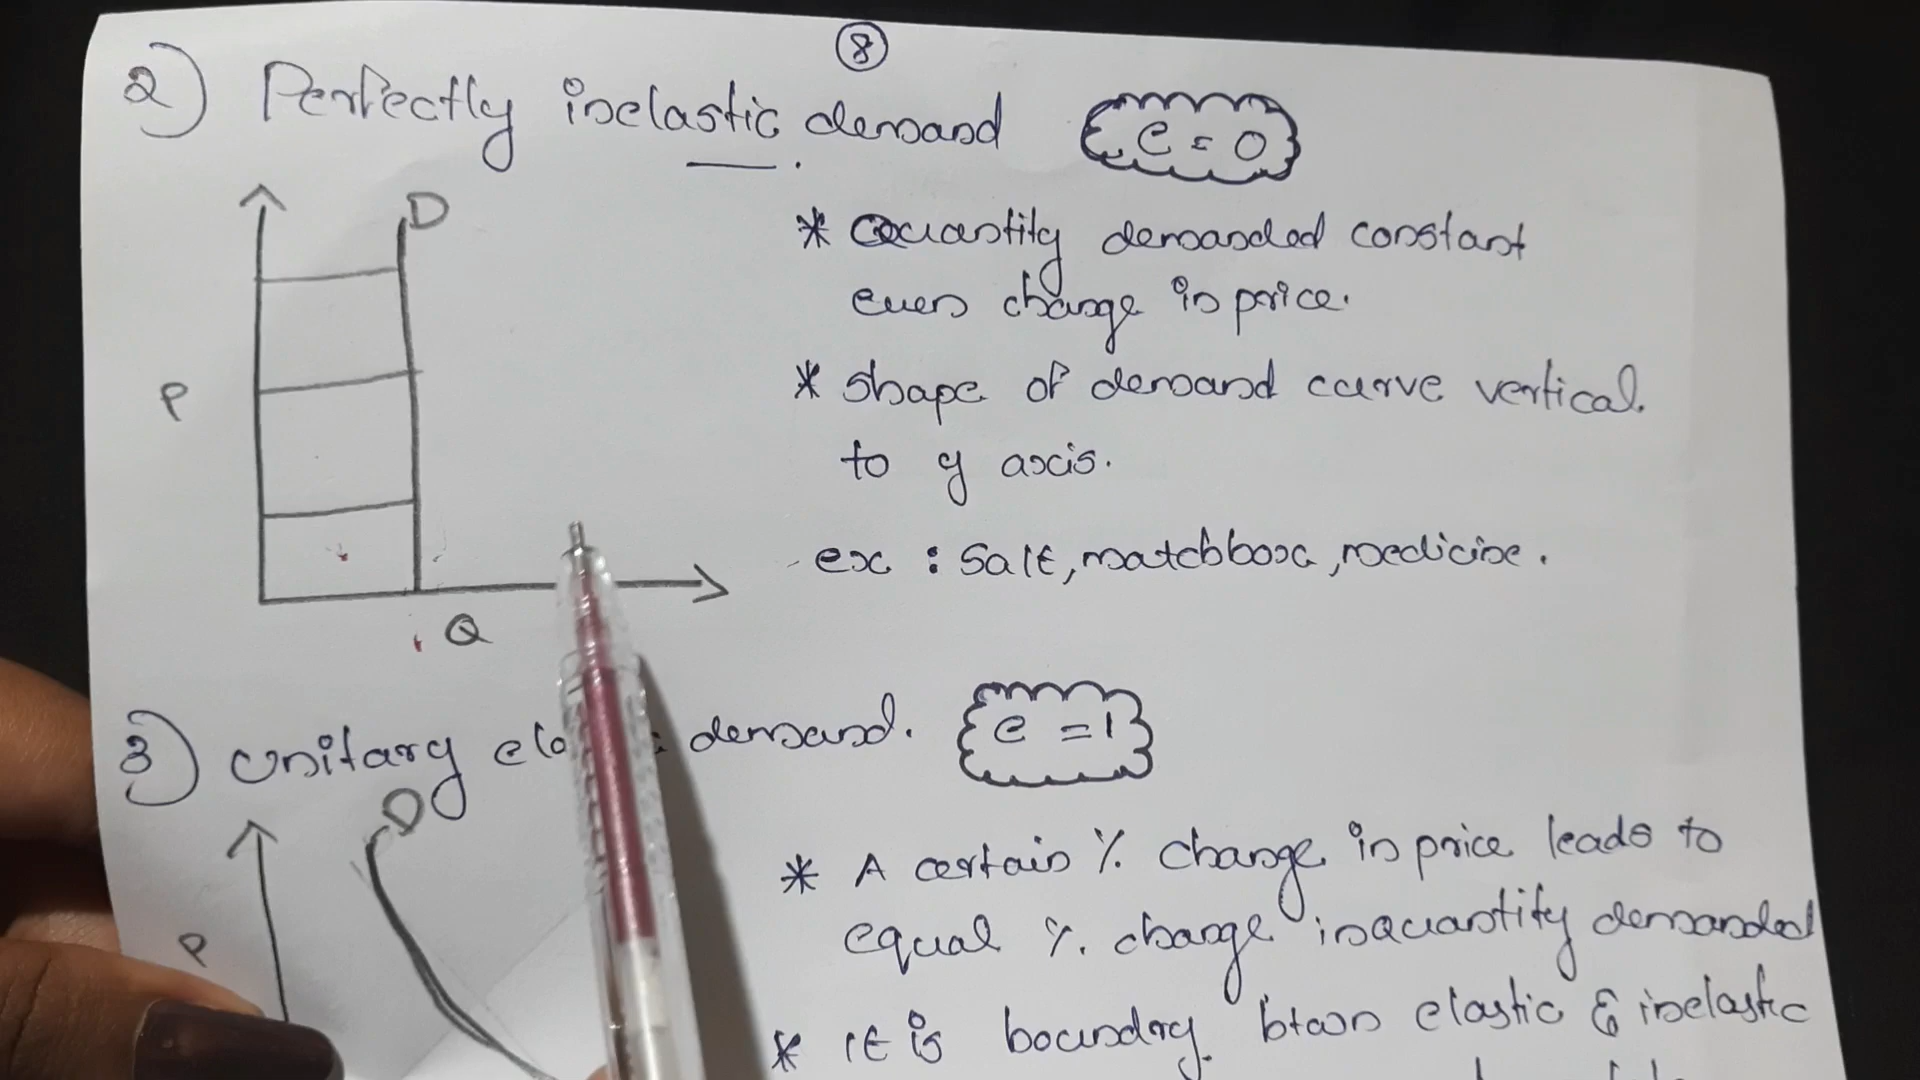 8
2) Perfectly inelastic demand e = 0
D
* Quantity demanded constant
even change in price.
P
* shape of demand curve vertical
to y axis.
ex : Salt, matchbox, medicine.
Q
3) Unitary demand. e = 1
D
* A certain % change in price leads to
P
equal % change in quantity demanded
* it is boundry btwn elastic & inelastic